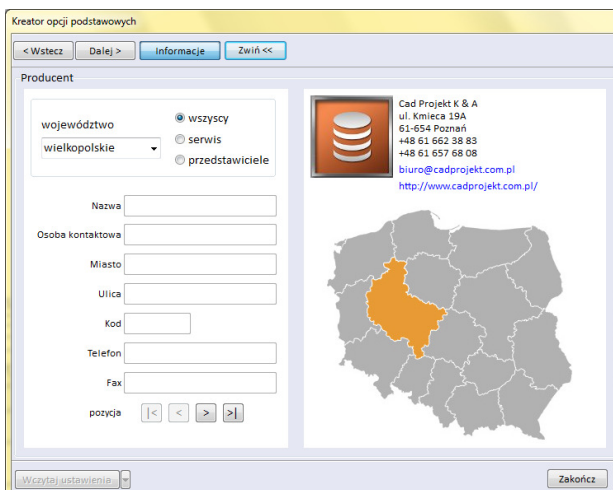 Kreator opcji podstawowych
< Wstecz Dalej > Informacje Zwiń <<
Producent
województwo
wielkopolskie
wszyscy
serwis
przedstawiciele
Nazwa
Osoba kontaktowa
Miasto
Ulica
Kod
Telefon
Fax
pozycja |< < > >|
Cad Projekt K & A
ul. Kmieca 19A
61-654 Poznań
+48 61 662 38 83
+48 61 657 68 08
biuro@cadprojekt.com.pl
http://www.cadprojekt.com.pl/
Wczytaj ustawienia
Zakończ